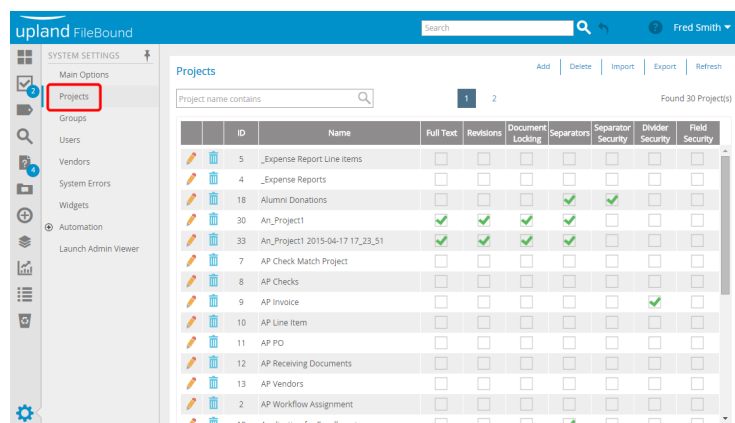 upland FileBound
Search
? Fred Smith
SYSTEM SETTINGS
Main Options
Projects
Groups
Users
Vendors
System Errors
Widgets
Automation
Launch Admin Viewer
2
?
4
Projects
Add Delete Import Export Refresh
Project name contains
1 2
Found 30 Project(s)
ID Name Full Text Revisions Document Locking Separators Separator Security Divider Security Field Security
5 _Expense Report Line items
4 _Expense Reports
18 Alumni Donations
30 An_Project1
33 An_Project1 2015-04-17 17_23_51
7 AP Check Match Project
8 AP Checks
9 AP Invoice
10 AP Line Item
11 AP PO
12 AP Receiving Documents
13 AP Vendors
2 AP Workflow Assignment